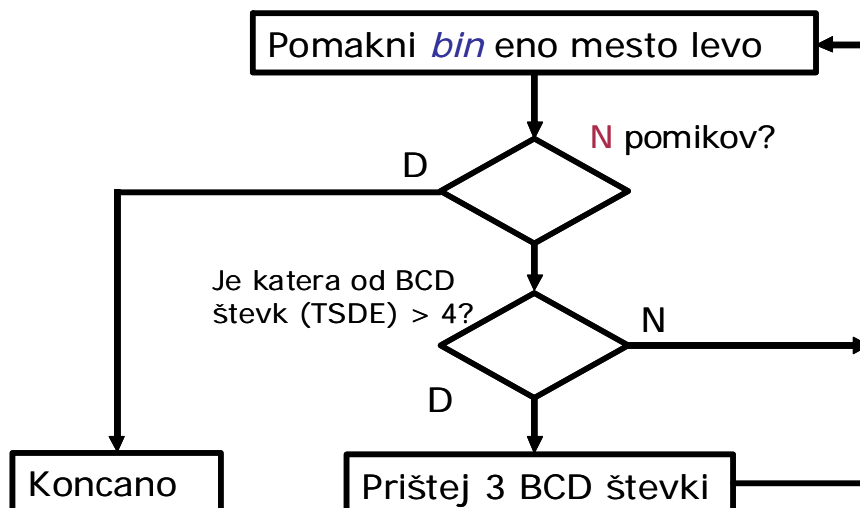 Pomakni bin eno mesto levo
N pomikov?
D
Je katera od BCD
števk (TSDE) > 4?
N
D
Koncano
Prištej 3 BCD števki